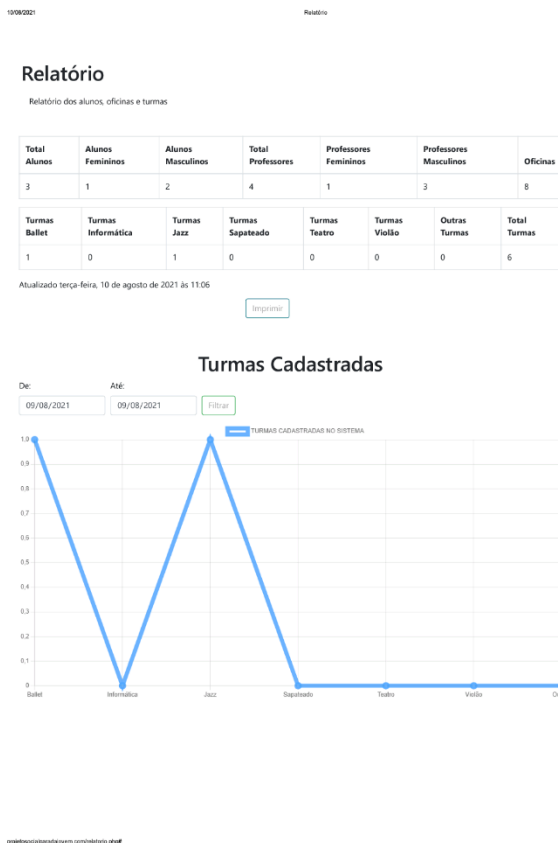 10/08/2021 Relatório
Relatório
Relatório dos alunos, oficinas e turmas
Total Alunos Alunos Femininos Alunos Masculinos Total Professores Professores Femininos Professores Masculinos Oficinas
3 1 2 4 1 3 8
Turmas Ballet Turmas Informática Turmas Jazz Turmas Sapateado Turmas Teatro Turmas Violão Outras Turmas Total Turmas
1 0 1 0 0 0 0 6
Atualizado terça-feira, 10 de agosto de 2021 às 11:06
Imprimir
Turmas Cadastradas
De: Até:
09/08/2021 09/08/2021 Filtrar
TURMAS CADASTRADAS NO SISTEMA
1,0
0,9
0,8
0,7
0,6
0,5
0,4
0,3
0,2
0,1
0
Ballet Informática Jazz Sapateado Teatro Violão